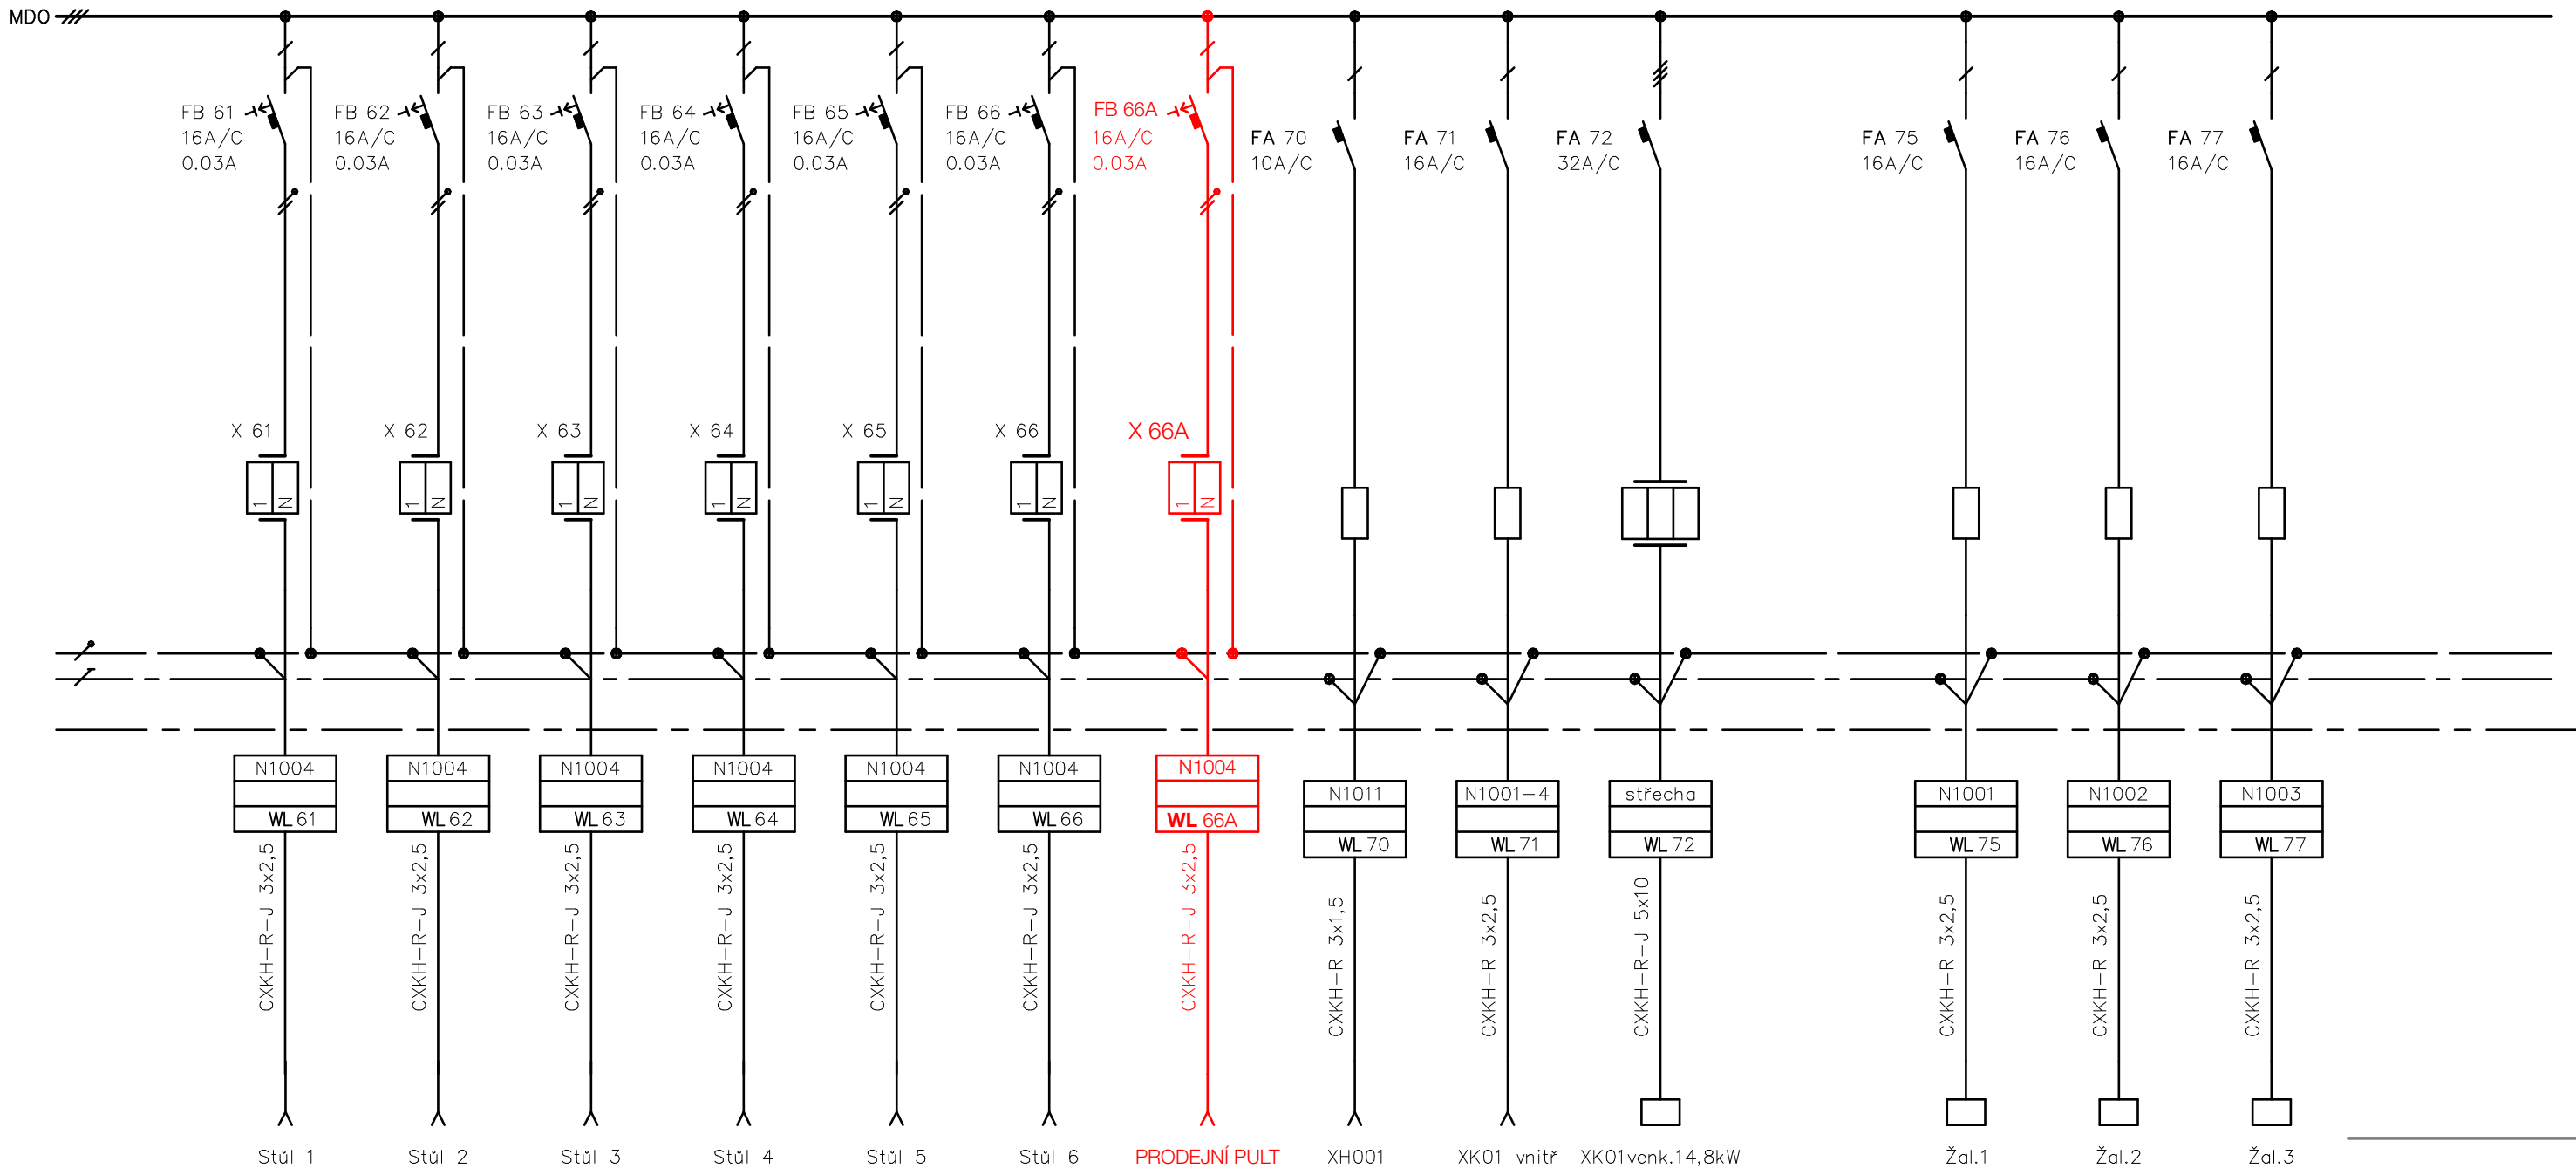 MDO
FB 61
16A/C
0.03A
FB 62
16A/C
0.03A
FB 63
16A/C
0.03A
FB 64
16A/C
0.03A
FB 65
16A/C
0.03A
FB 66
16A/C
0.03A
FB 66A
16A/C
0.03A
FA 70
10A/C
FA 71
16A/C
FA 72
32A/C
FA 75
16A/C
FA 76
16A/C
FA 77
16A/C
X 61
X 62
X 63
X 64
X 65
X 66
X 66A
1 N
1 N
1 N
1 N
1 N
1 N
1 N
N1004
WL 61
N1004
WL 62
N1004
WL 63
N1004
WL 64
N1004
WL 65
N1004
WL 66
N1004
WL 66A
N1011
WL 70
N1001-4
WL 71
střecha
WL 72
N1001
WL 75
N1002
WL 76
N1003
WL 77
CXKH-R-J 3x2,5
CXKH-R-J 3x2,5
CXKH-R-J 3x2,5
CXKH-R-J 3x2,5
CXKH-R-J 3x2,5
CXKH-R-J 3x2,5
CXKH-R-J 3x2,5
CXKH-R 3x1,5
CXKH-R 3x2,5
CXKH-R-J 5x10
CXKH-R 3x2,5
CXKH-R 3x2,5
CXKH-R 3x2,5
Stůl 1
Stůl 2
Stůl 3
Stůl 4
Stůl 5
Stůl 6
PRODEJNÍ PULT
XH001
XK01 vnitř
XK01venk.14,8kW
Žal.1
Žal.2
Žal.3